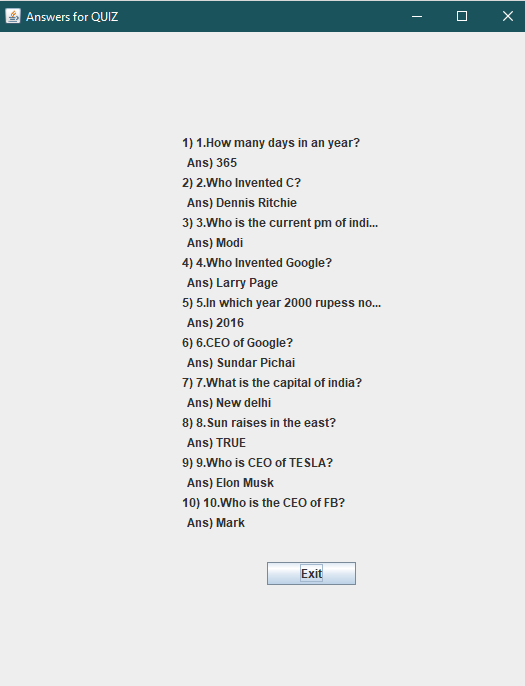 Answers for QUIZ
1) 1.How many days in an year?
Ans) 365
2) 2.Who Invented C?
Ans) Dennis Ritchie
3) 3.Who is the current pm of indi...
Ans) Modi
4) 4.Who Invented Google?
Ans) Larry Page
5) 5.In which year 2000 rupess no...
Ans) 2016
6) 6.CEO of Google?
Ans) Sundar Pichai
7) 7.What is the capital of india?
Ans) New delhi
8) 8.Sun raises in the east?
Ans) TRUE
9) 9.Who is CEO of TESLA?
Ans) Elon Musk
10) 10.Who is the CEO of FB?
Ans) Mark
Exit